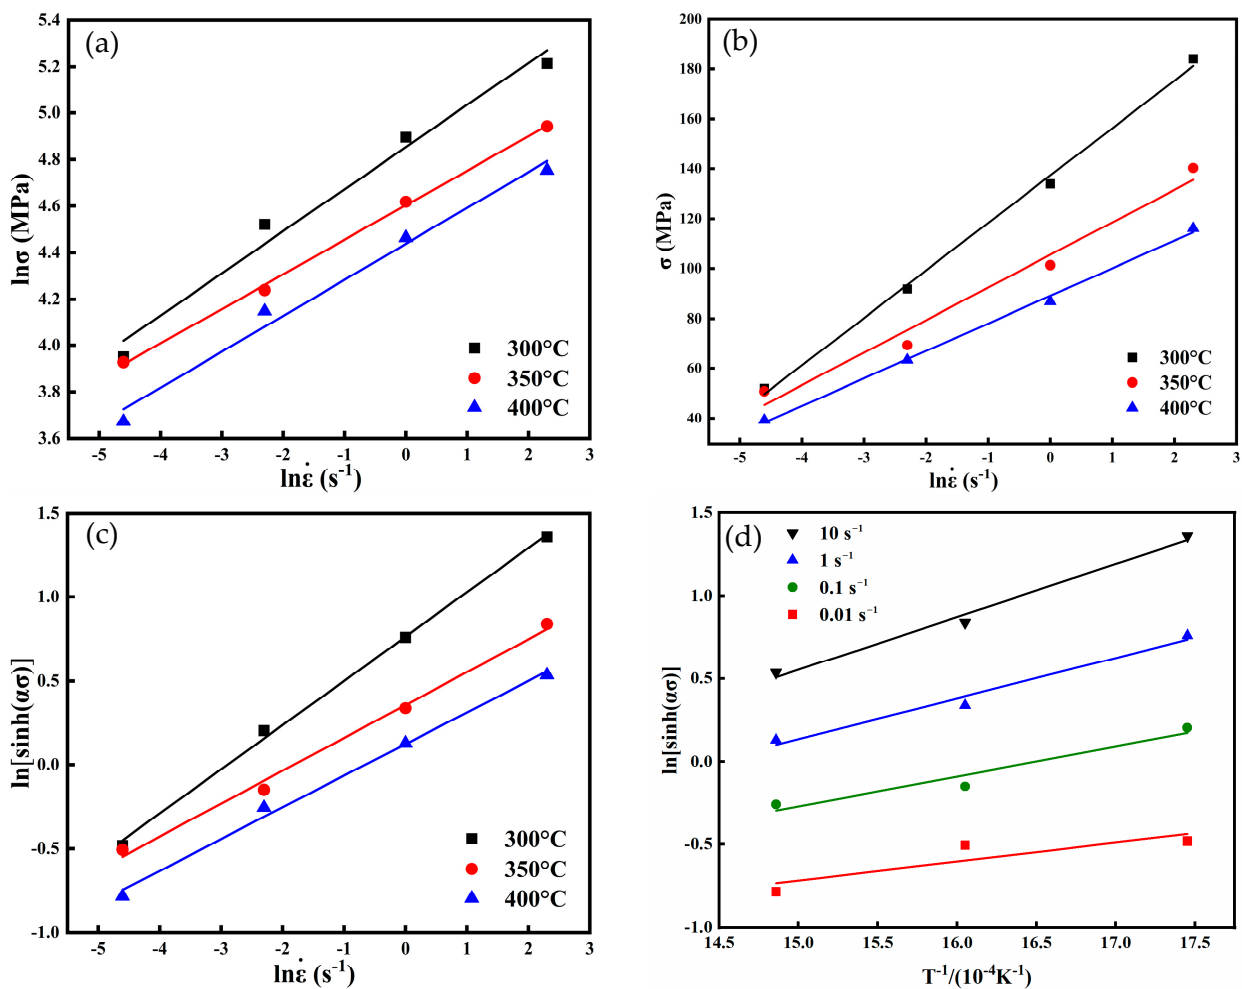 (a)
5.4
5.2
5.0
4.8
4.6
4.4
4.2
4.0
3.8
3.6
lnσ (MPa)
300°C
350°C
400°C
-5 -4 -3 -2 -1 0 1 2 3
lnε̇ (s⁻¹)
(b)
200
180
160
140
120
100
80
60
40
σ (MPa)
300°C
350°C
400°C
-5 -4 -3 -2 -1 0 1 2 3
lnε̇ (s⁻¹)
(c)
1.5
1.0
0.5
0.0
-0.5
-1.0
ln[sinh(ασ)]
300°C
350°C
400°C
-5 -4 -3 -2 -1 0 1 2 3
lnε̇ (s⁻¹)
(d)
1.5
1.0
0.5
0.0
-0.5
-1.0
ln[sinh(ασ)]
10 s⁻¹
1 s⁻¹
0.1 s⁻¹
0.01 s⁻¹
14.5 15.0 15.5 16.0 16.5 17.0 17.5
T⁻¹/(10⁻⁴K⁻¹)